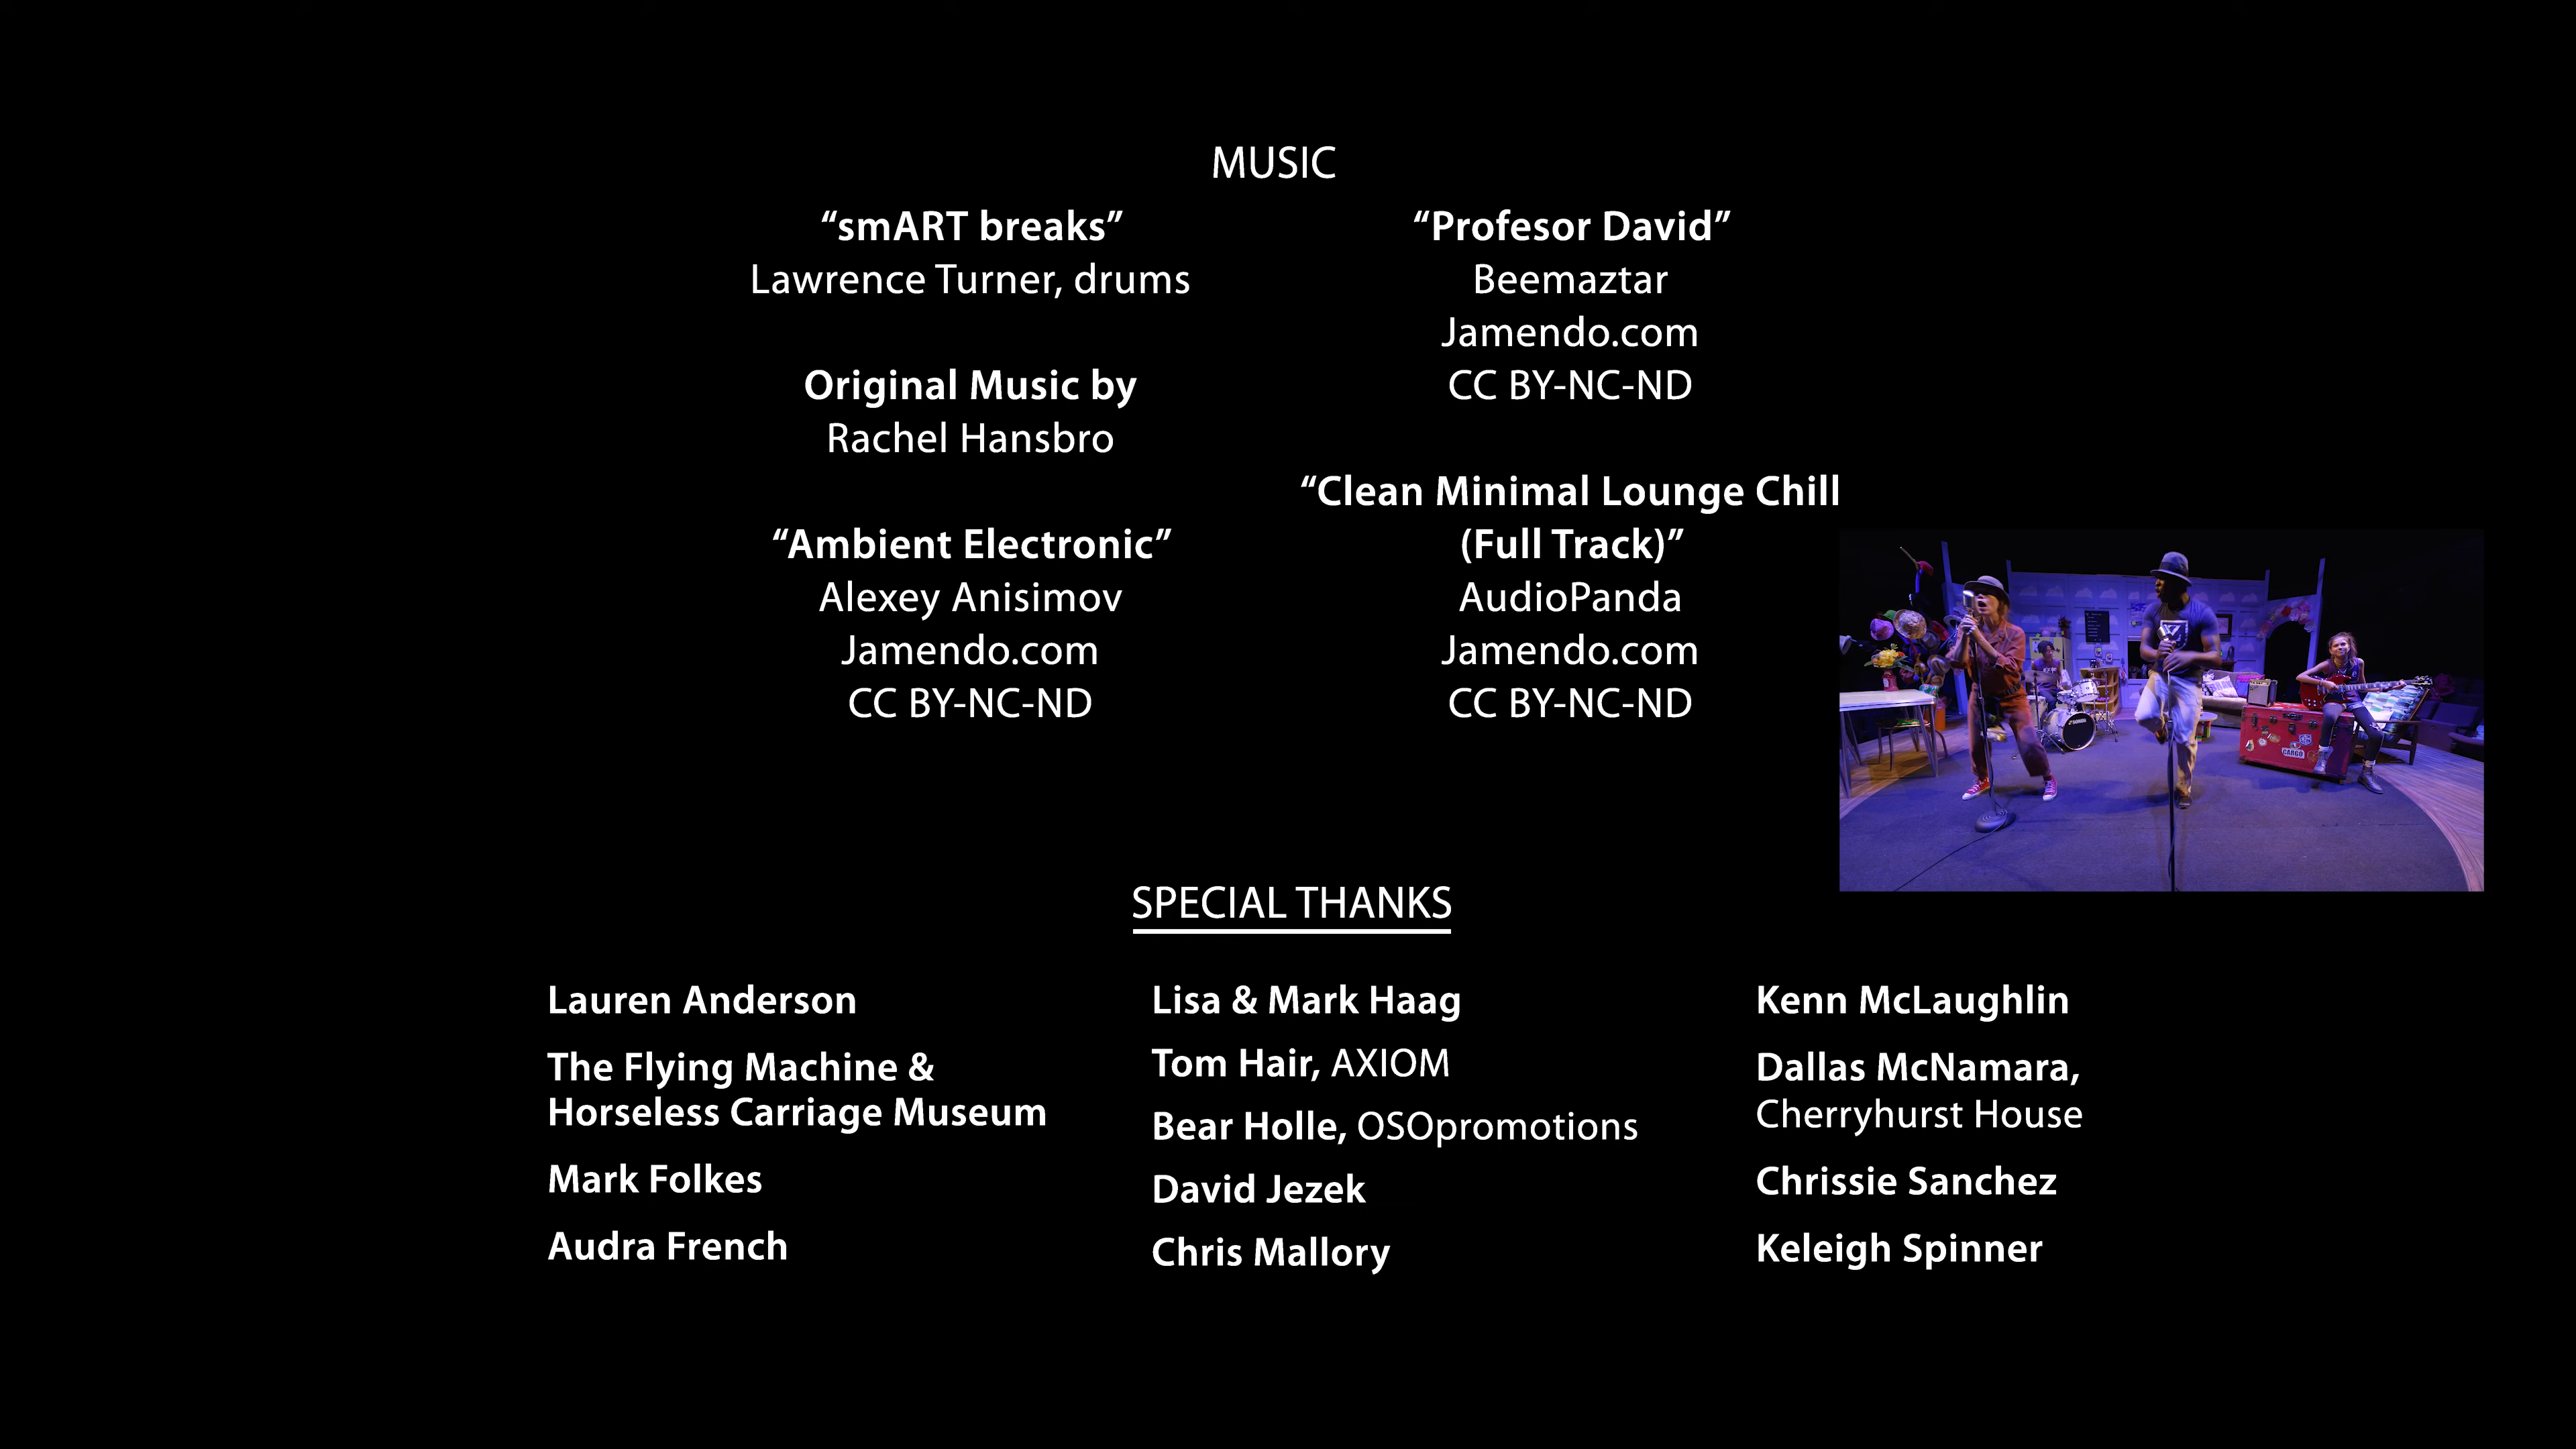 MUSIC
“smART breaks”
Lawrence Turner, drums
Original Music by
Rachel Hansbro
“Ambient Electronic”
Alexey Anisimov
Jamendo.com
CC BY-NC-ND
“Profesor David”
Beemaztar
Jamendo.com
CC BY-NC-ND
“Clean Minimal Lounge Chill
(Full Track)”
AudioPanda
Jamendo.com
CC BY-NC-ND
CARGO
SPECIAL THANKS
Lauren Anderson
The Flying Machine &
Horseless Carriage Museum
Mark Folkes
Audra French
Lisa & Mark Haag
Tom Hair, AXIOM
Bear Holle, OSOpromotions
David Jezek
Chris Mallory
Kenn McLaughlin
Dallas McNamara,
Cherryhurst House
Chrissie Sanchez
Keleigh Spinner